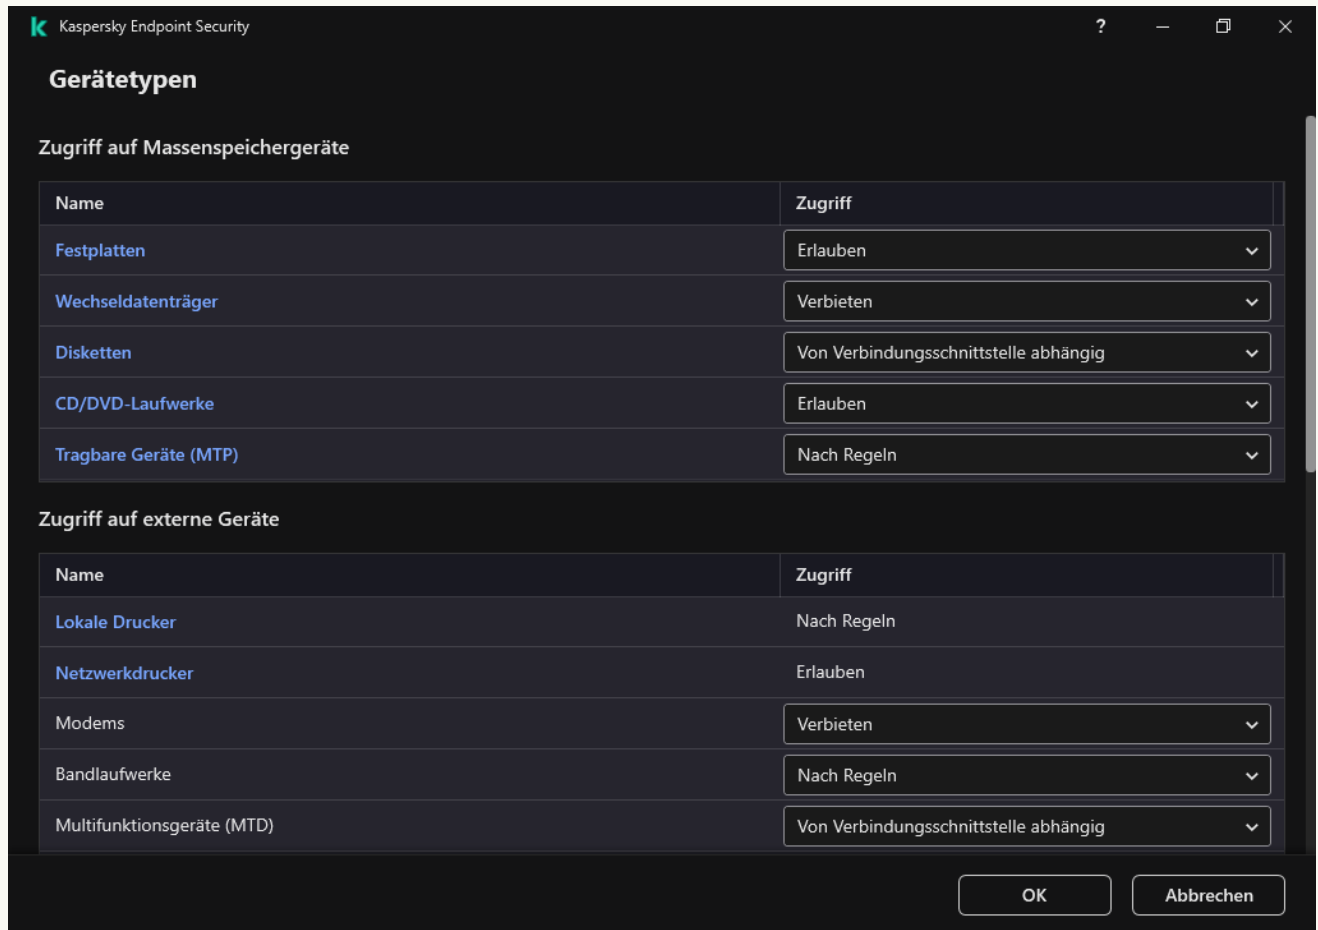 Kaspersky Endpoint Security
?
Gerätetypen
Zugriff auf Massenspeichergeräte
Name Zugriff
Festplatten Erlauben
Wechseldatenträger Verbieten
Disketten Von Verbindungsschnittstelle abhängig
CD/DVD-Laufwerke Erlauben
Tragbare Geräte (MTP) Nach Regeln
Zugriff auf externe Geräte
Name Zugriff
Lokale Drucker Nach Regeln
Netzwerkdrucker Erlauben
Modems Verbieten
Bandlaufwerke Nach Regeln
Multifunktionsgeräte (MTD) Von Verbindungsschnittstelle abhängig
OK Abbrechen